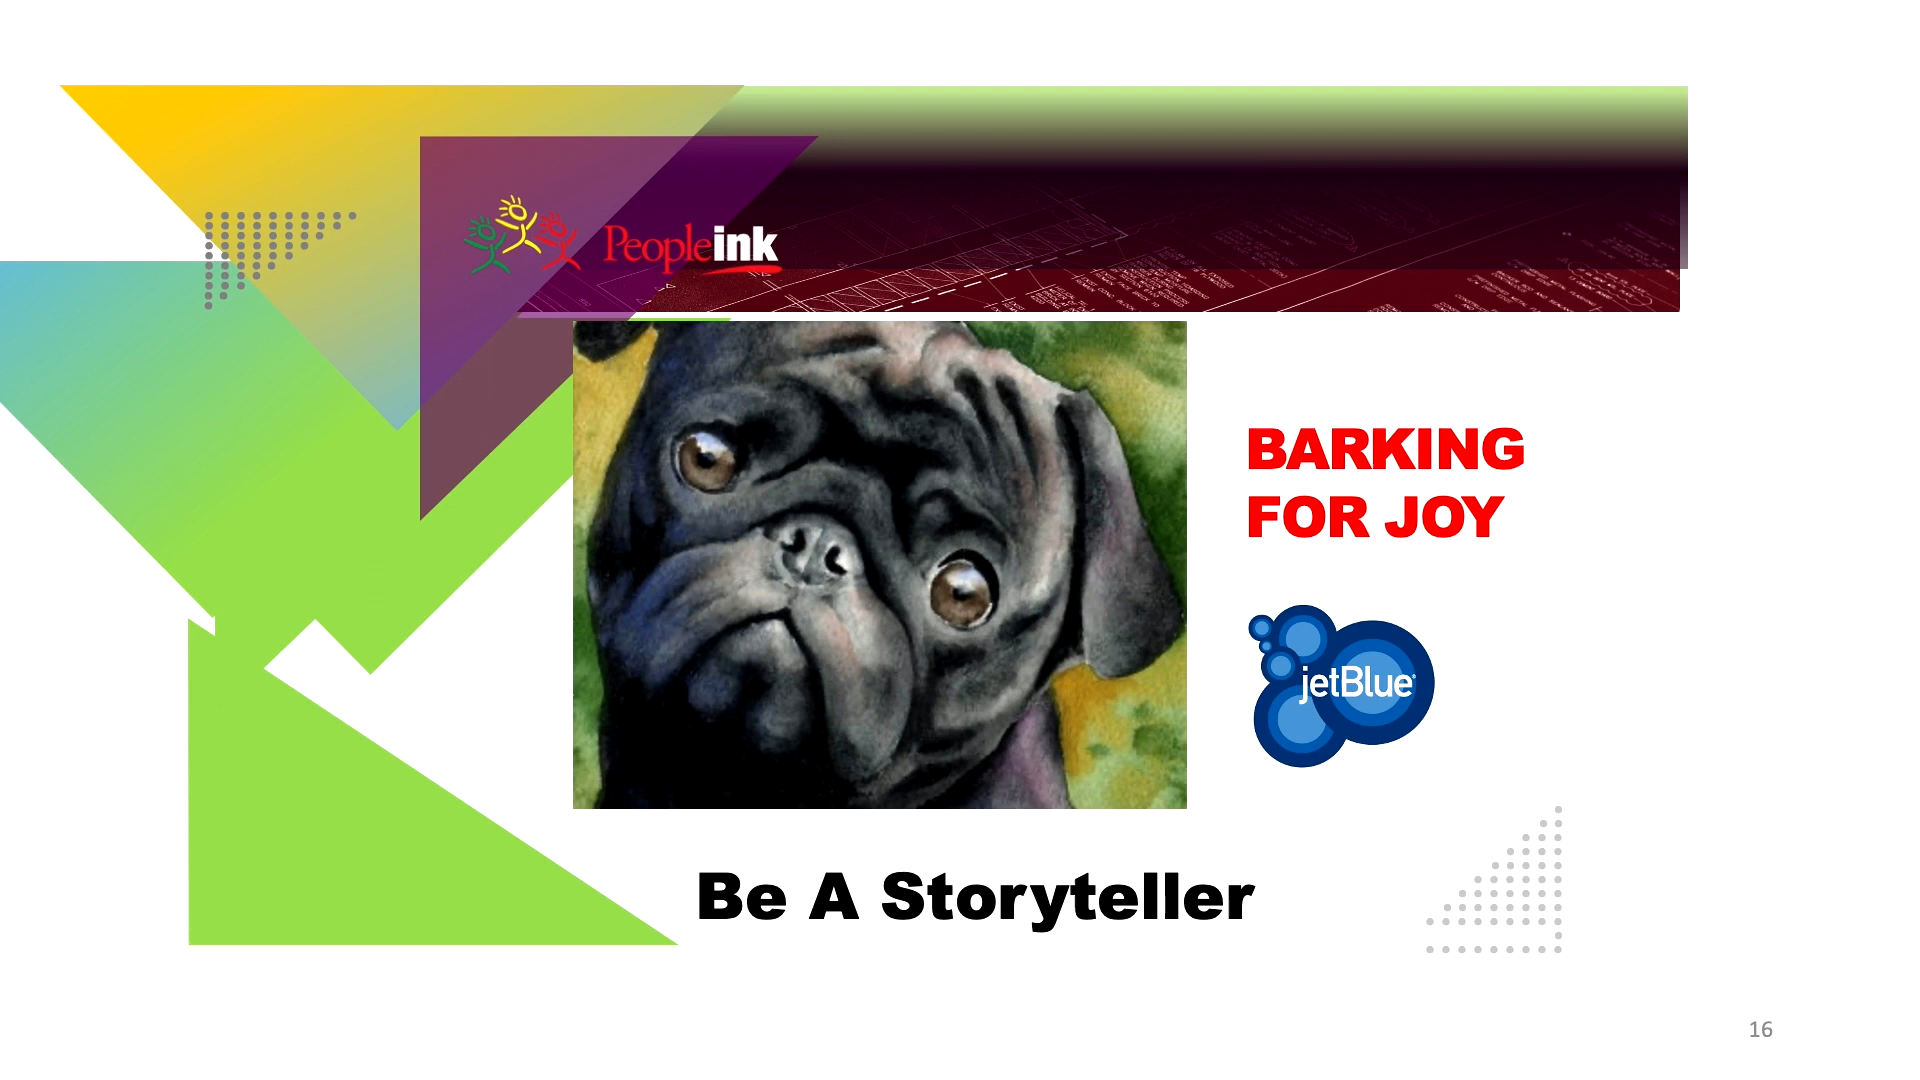 Peopleink
BARKING
FOR JOY
jetBlue
Be A Storyteller
16